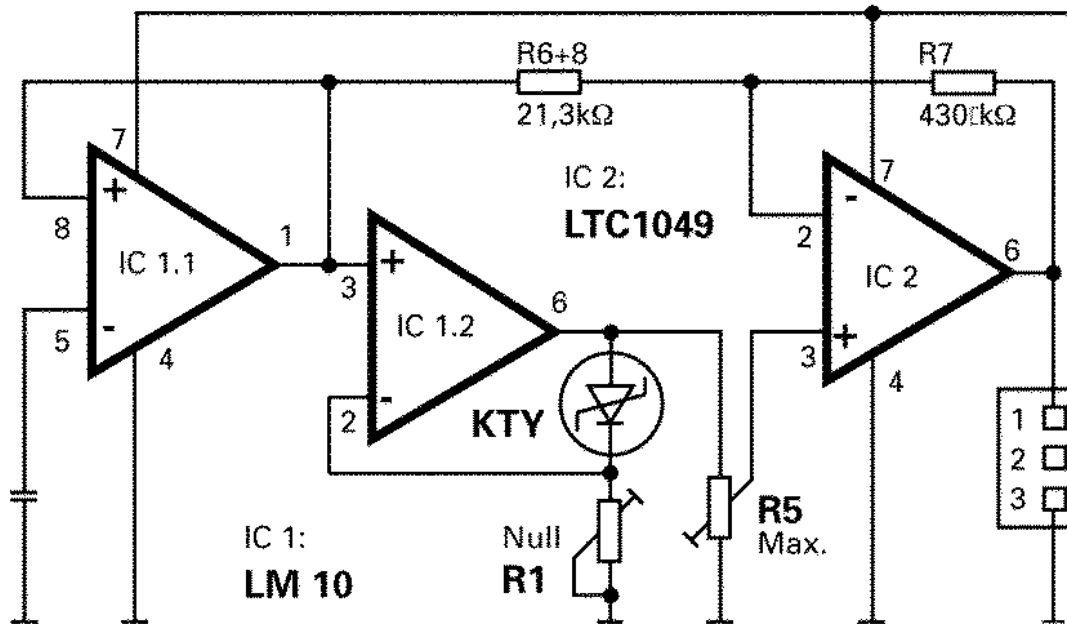 R6+8
R7
21,3kΩ
430kΩ
7
IC 2:
LTC1049
7
+
-
8
1
2
IC 1.1
+
3
6
IC 2
6
IC 1.2
5
-
4
3
+
4
-
2
KTY
1
2
3
R5
Max.
IC 1:
LM 10
Null
R1